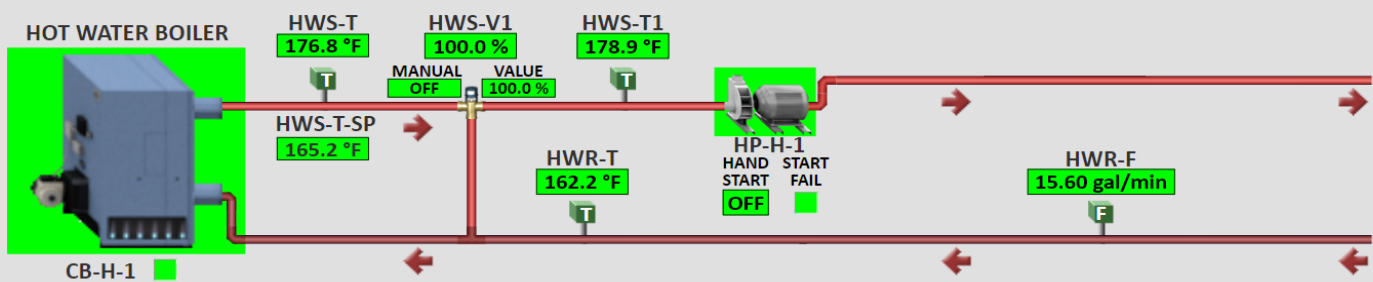 HOT WATER BOILER
HWS-T
176.8 °F
HWS-V1
100.0 %
HWS-T1
178.9 °F
MANUAL
OFF
VALUE
100.0 %
T
T
HWS-T-SP
165.2 °F
HP-H-1
HAND
START
OFF
START
FAIL
HWR-T
162.2 °F
T
HWR-F
15.60 gal/min
F
CB-H-1